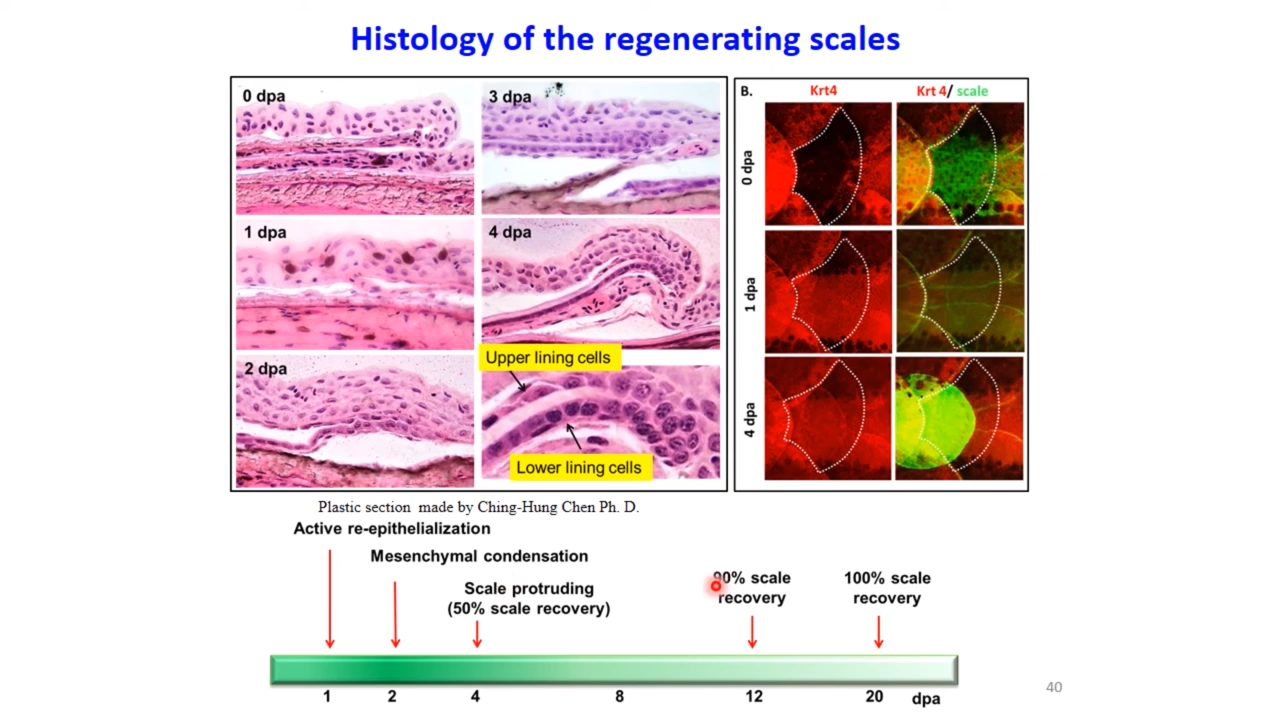 Histology of the regenerating scales
0 dpa
1 dpa
2 dpa
3 dpa
4 dpa
Upper lining cells
Lower lining cells
B.
Krt4
Krt 4/ scale
0 dpa
1 dpa
4 dpa
Plastic section made by Ching-Hung Chen Ph. D.
Active re-epithelialization
Mesenchymal condensation
Scale protruding
(50% scale recovery)
90% scale
recovery
100% scale
recovery
1 2 4 8 12 20 dpa
40